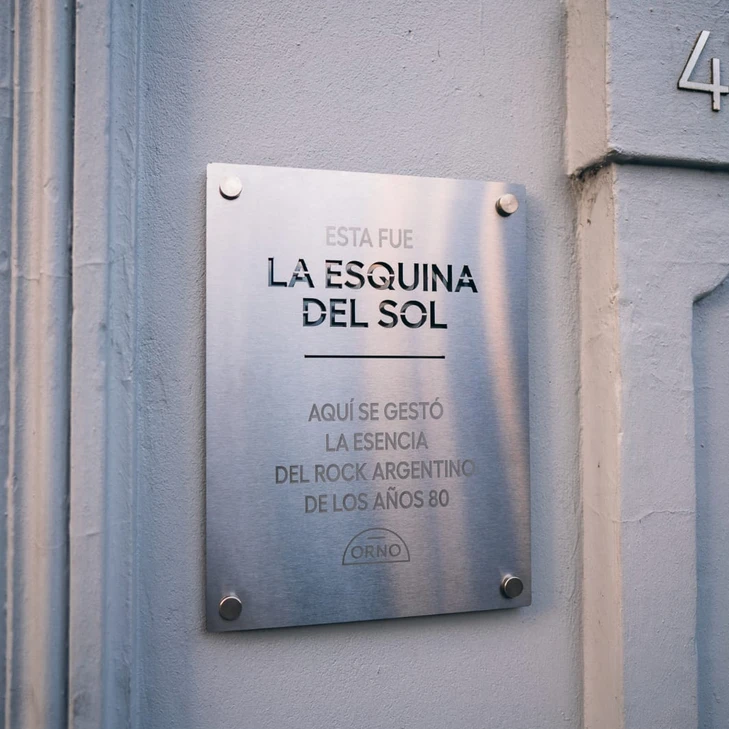 4
ESTA FUE
LA ESQUINA
DEL SOL
AQUÍ SE GESTÓ
LA ESENCIA
DEL ROCK ARGENTINO
DE LOS AÑOS 80
ORNO